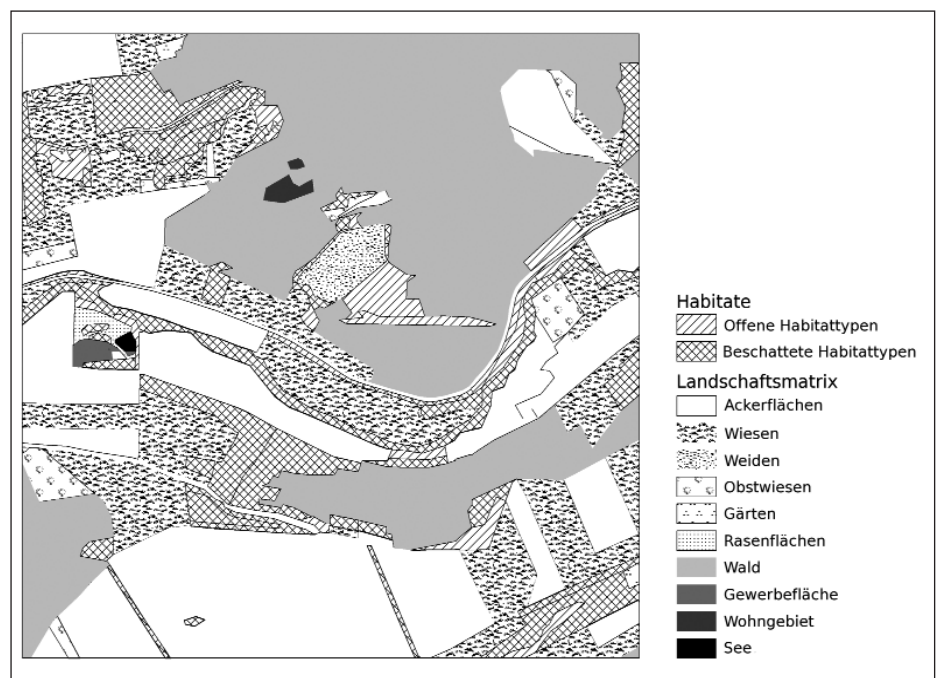 Habitate
Offene Habitattypen
Beschattete Habitattypen
Landschaftsmatrix
Ackerflächen
Wiesen
Weiden
Obstwiesen
Gärten
Rasenflächen
Wald
Gewerbefläche
Wohngebiet
See